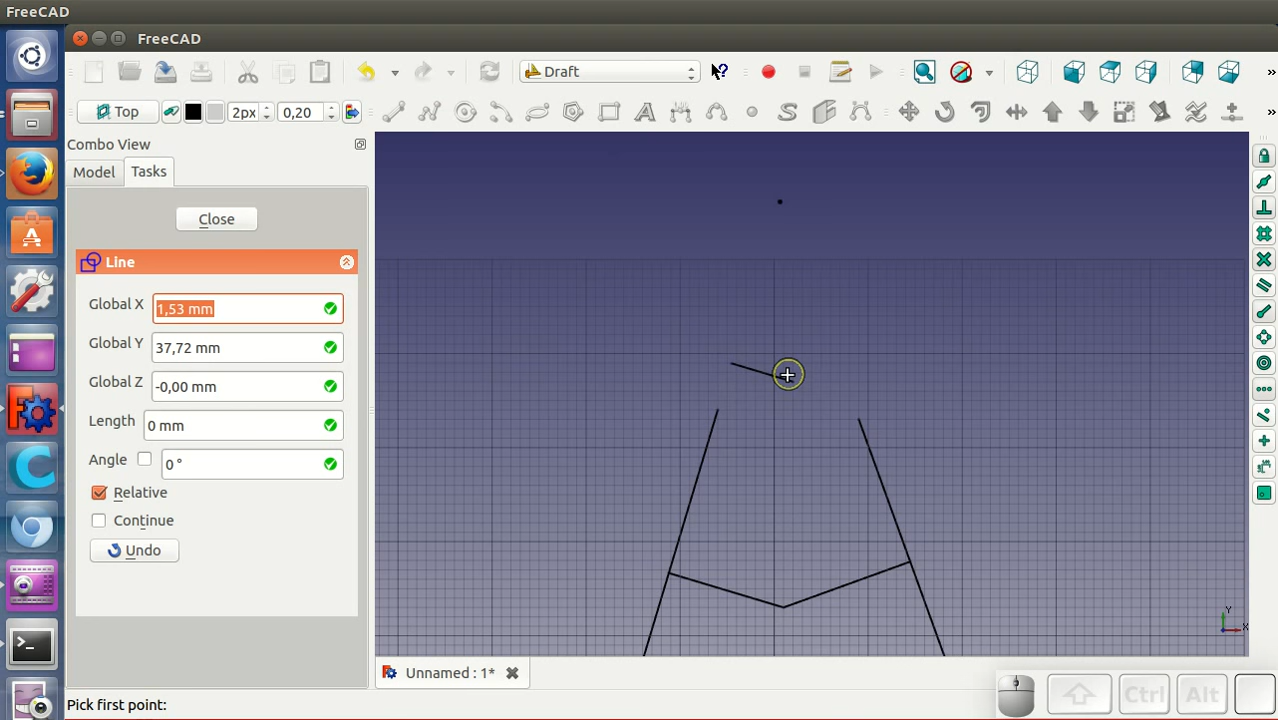 FreeCAD
FreeCAD
Draft
»
Top
2px
0,20
»
Combo View
Model
Tasks
Close
Line
Global X
1,53 mm
Global Y
37,72 mm
Global Z
-0,00 mm
Length
0 mm
Angle
0 °
Relative
Continue
Undo
Y
X
Unnamed : 1*
Pick first point:
Ctrl
Alt